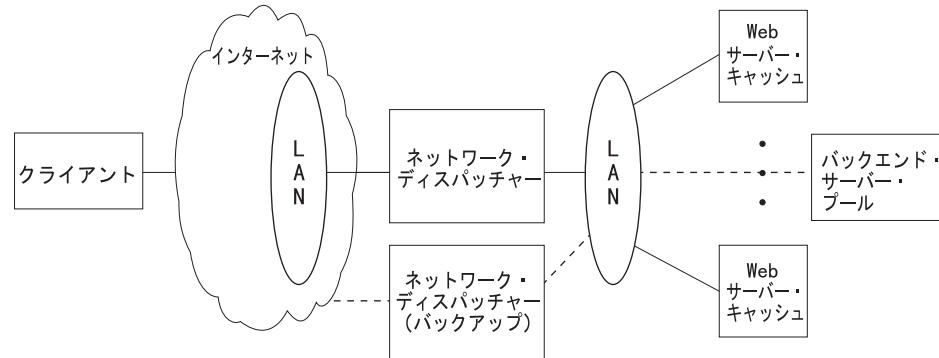 インターネット
クライアント
LAN
ネットワーク・
ディスパッチャー
ネットワーク・
ディスパッチャー
(バックアップ)
LAN
Web
サーバー・
キャッシュ
バックエンド・
サーバー・
プール
Web
サーバー・
キャッシュ